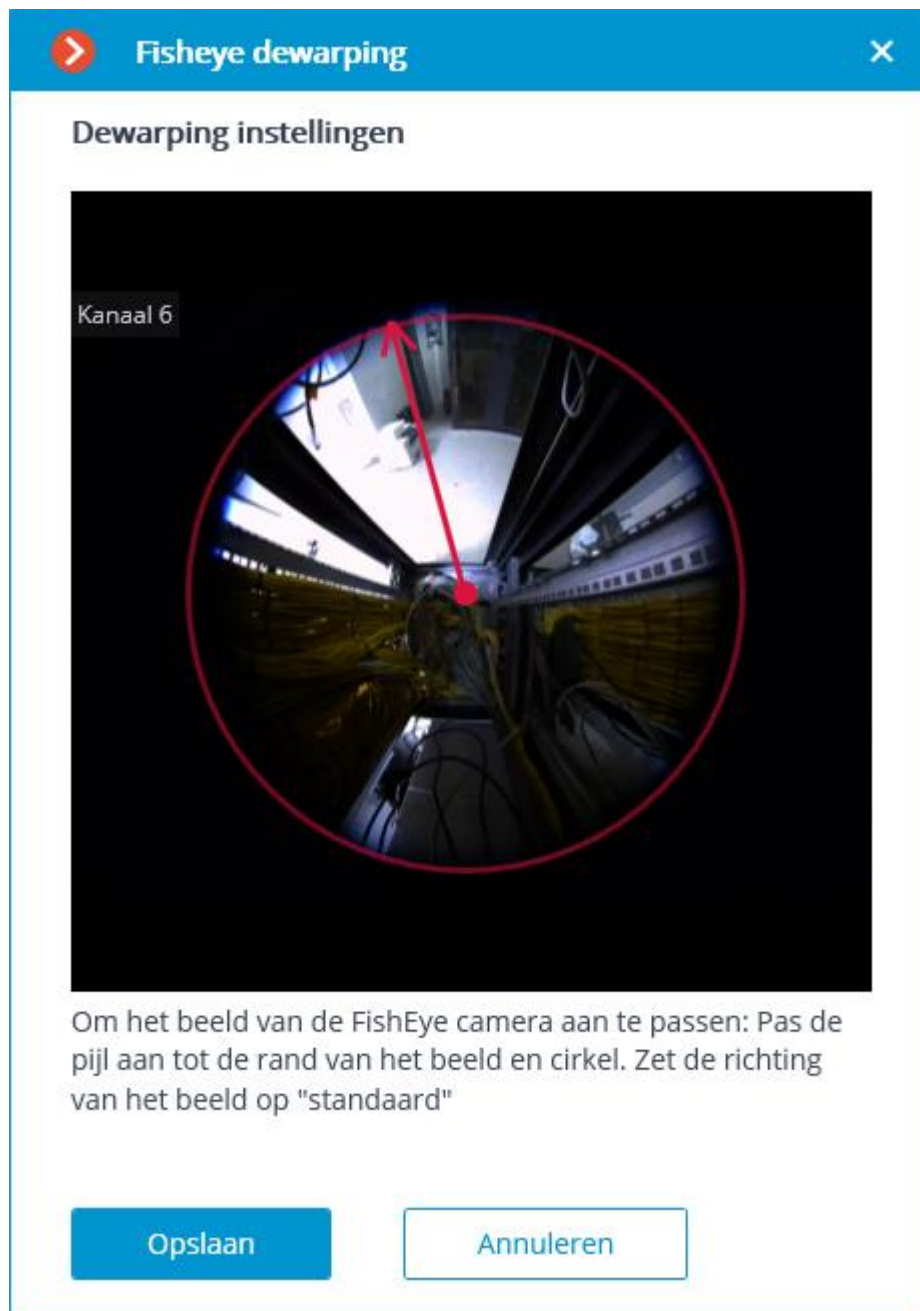 Fisheye dewarping
Dewarping instellingen
Kanaal 6
Om het beeld van de FishEye camera aan te passen: Pas de
pijl aan tot de rand van het beeld en cirkel. Zet de richting
van het beeld op "standaard"
Opslaan
Annuleren